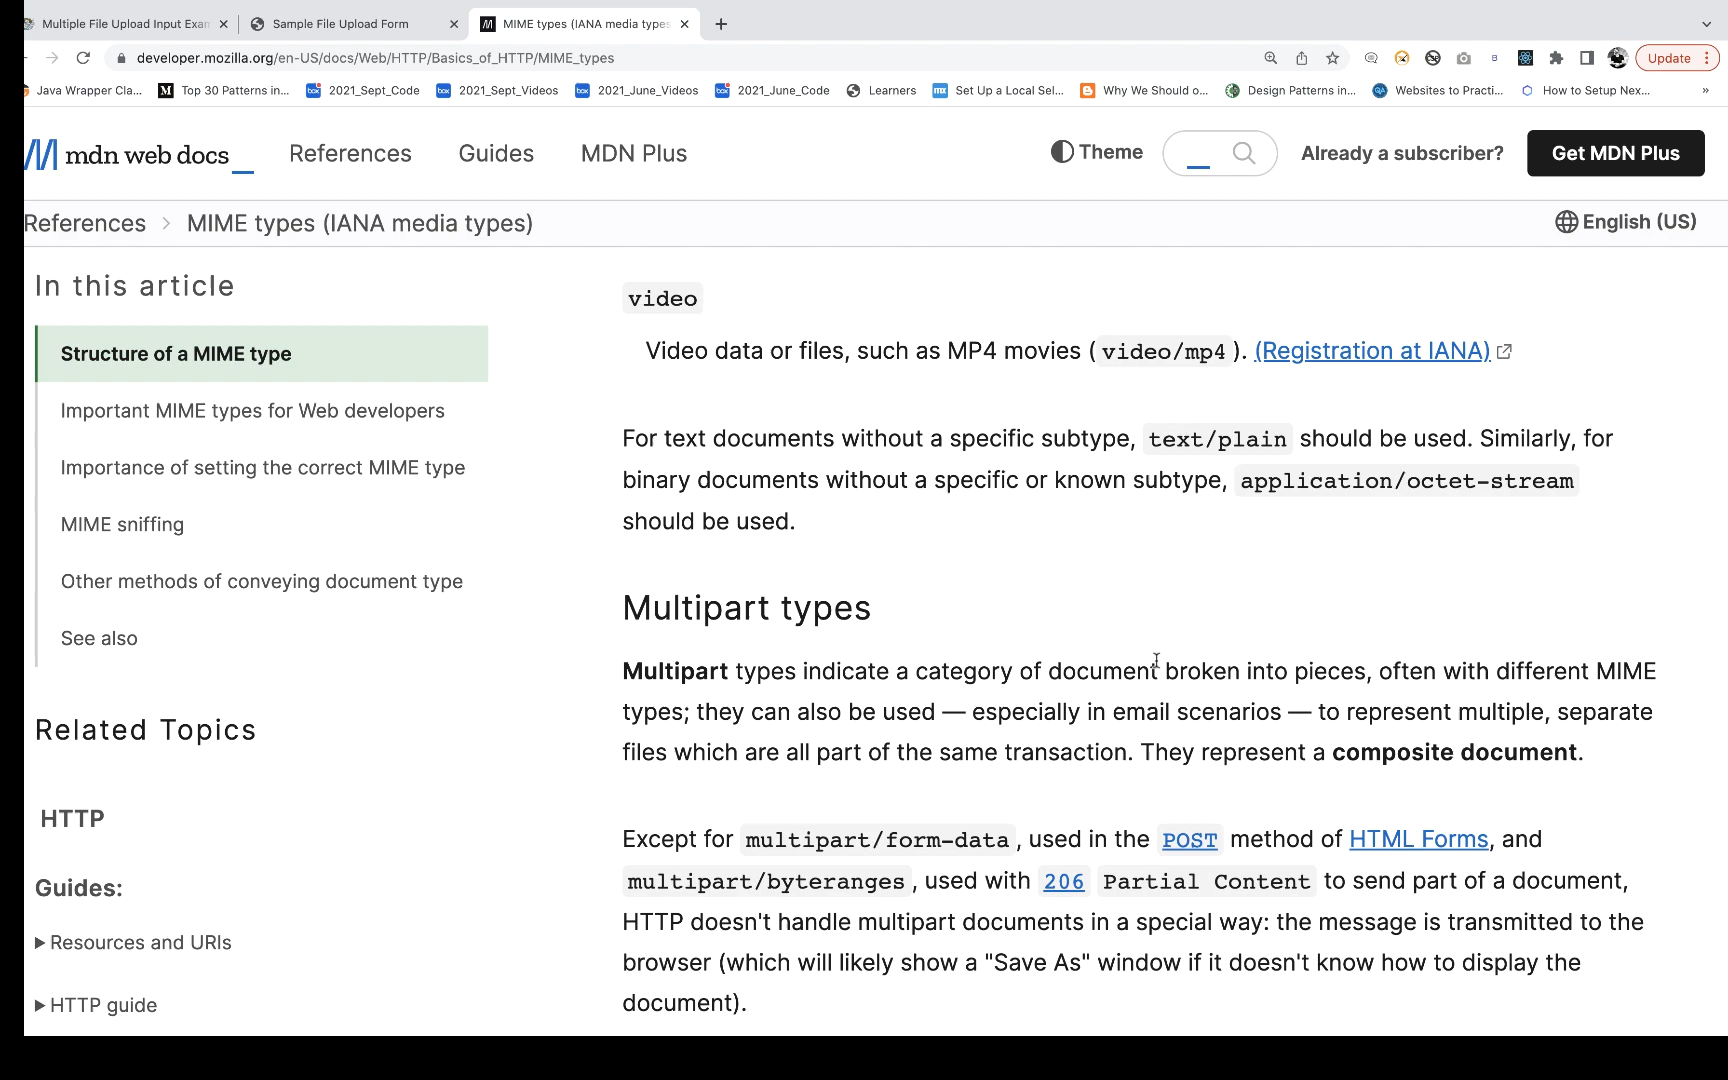 Multiple File Upload Input Exar
Sample File Upload Form
MIME types (IANA media types
developer.mozilla.org/en-US/docs/Web/HTTP/Basics_of_HTTP/MIME_types
Update
Java Wrapper Cla...
Top 30 Patterns in...
2021_Sept_Code
2021_Sept_Videos
2021_June_Videos
2021_June_Code
Learners
Set Up a Local Sel...
Why We Should o...
Design Patterns in...
Websites to Practi...
How to Setup Nex...
»
mdn web docs_
References
Guides
MDN Plus
Theme
Already a subscriber?
Get MDN Plus
References > MIME types (IANA media types)
English (US)
In this article
Structure of a MIME type
Important MIME types for Web developers
Importance of setting the correct MIME type
MIME sniffing
Other methods of conveying document type
See also
Related Topics
HTTP
Guides:
Resources and URIs
HTTP guide
video
Video data or files, such as MP4 movies (video/mp4). (Registration at IANA)
For text documents without a specific subtype, text/plain should be used. Similarly, for
binary documents without a specific or known subtype, application/octet-stream
should be used.
Multipart types
Multipart types indicate a category of document broken into pieces, often with different MIME
types; they can also be used — especially in email scenarios — to represent multiple, separate
files which are all part of the same transaction. They represent a composite document.
Except for multipart/form-data, used in the POST method of HTML Forms, and
multipart/byteranges, used with 206 Partial Content to send part of a document,
HTTP doesn't handle multipart documents in a special way: the message is transmitted to the
browser (which will likely show a "Save As" window if it doesn't know how to display the
document).